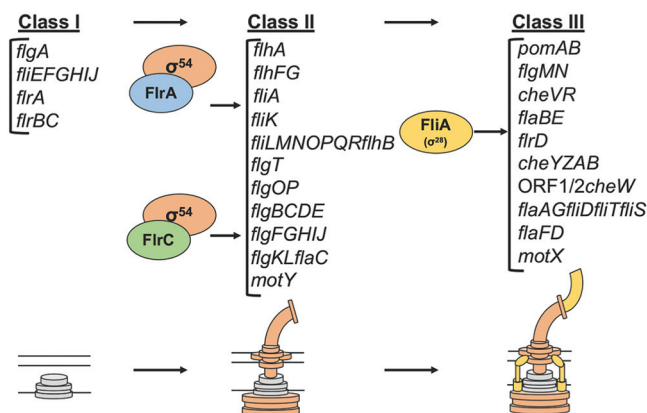 Class I
flgA
fliEFGHIJ
flrA
flrBC
σ54
FlrA
σ54
FlrC
Class II
flhA
flhFG
fliA
fliK
fliLMNOPQRflhB
flgT
flgOP
flgBCDE
flgFGHIJ
flgKLflaC
motY
FliA
(σ28)
Class III
pomAB
flgMN
cheVR
flaBE
flrD
cheYZAB
ORF1/2cheW
flaAGfliDfliTfliS
flaFD
motX